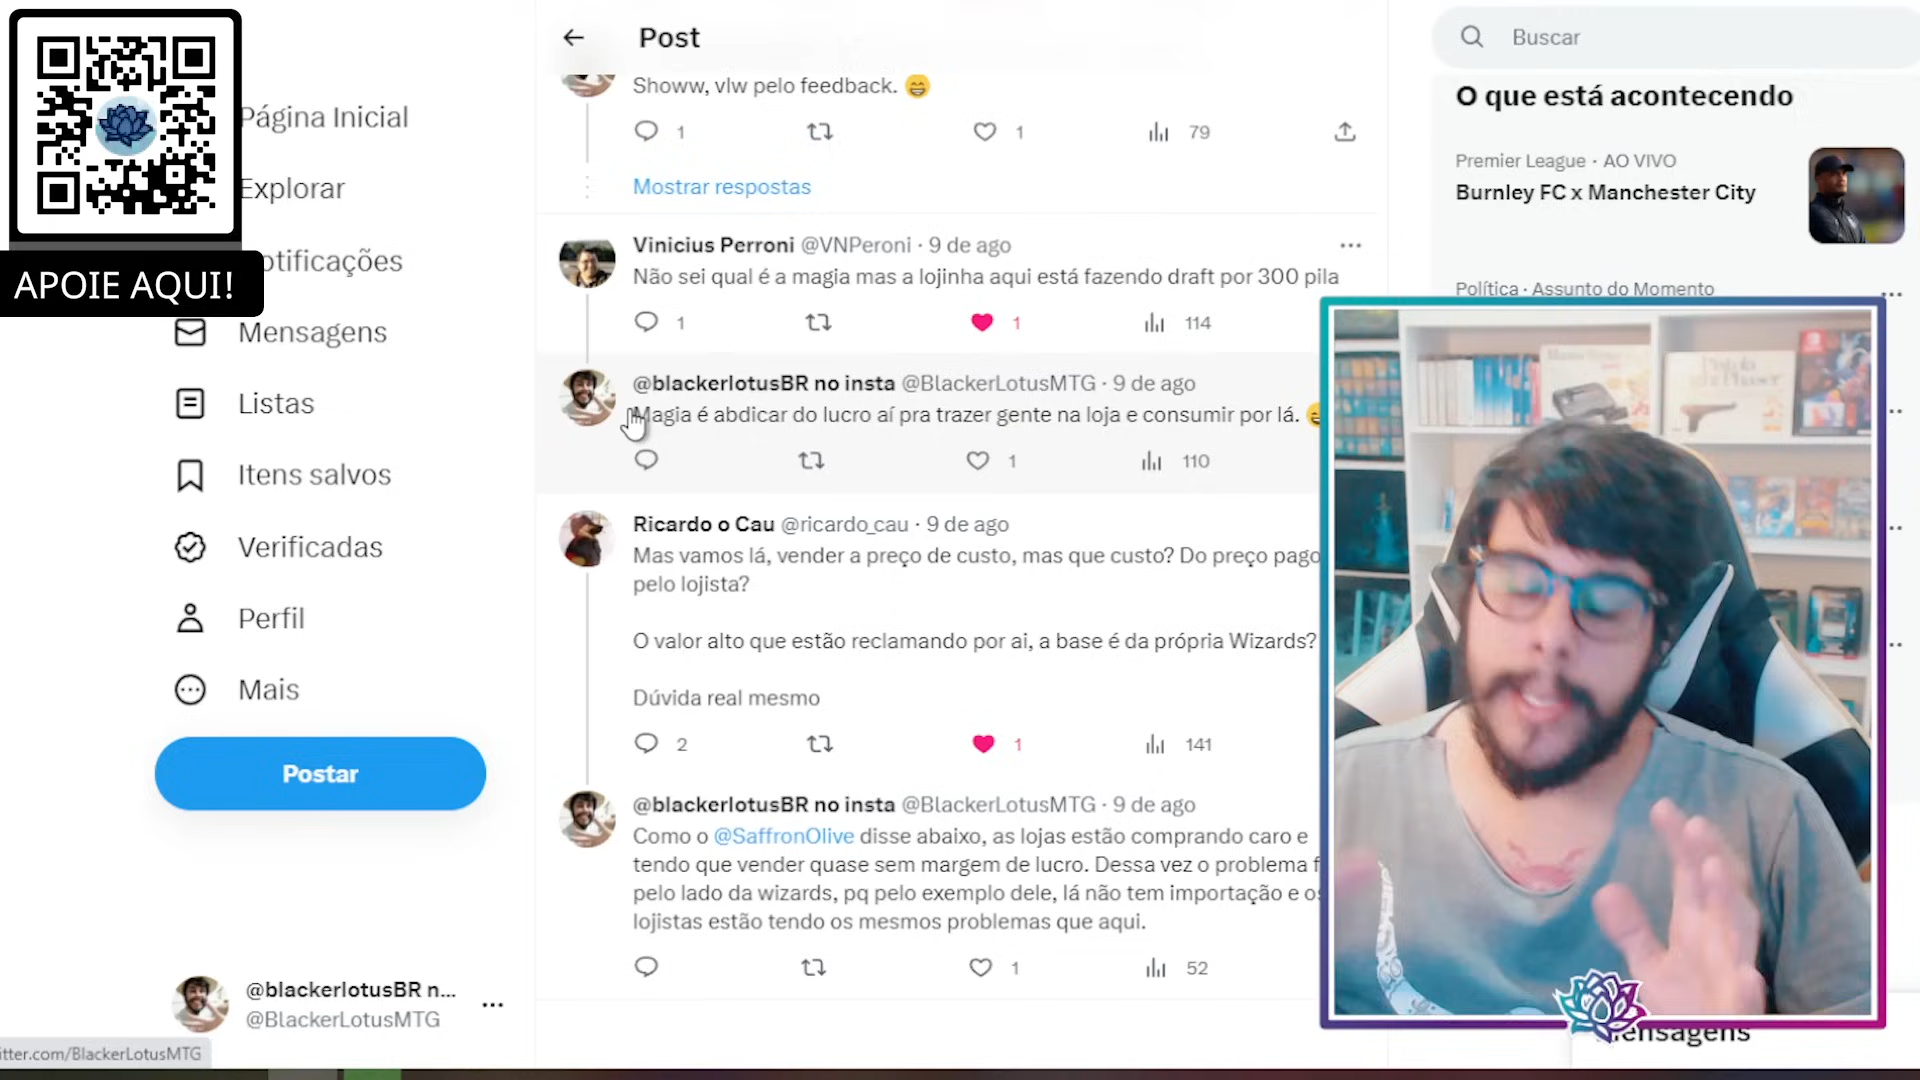 APOIE AQUI!
Página Inicial
Explorar
otificações
Mensagens
Listas
Itens salvos
Verificadas
Perfil
Mais
Postar
@blackerlotusBR n...
@BlackerLotusMTG
itter.com/BlackerLotusMTG
Post
Showw, vlw pelo feedback.
1 1 79
Mostrar respostas
Vinicius Perroni @VNPeroni · 9 de ago
Não sei qual é a magia mas a lojinha aqui está fazendo draft por 300 pila
1 1 114
@blackerlotusBR no insta @BlackerLotusMTG · 9 de ago
Magia é abdicar do lucro aí pra trazer gente na loja e consumir por lá.
1 110
Ricardo o Cau @ricardo_cau · 9 de ago
Mas vamos lá, vender a preço de custo, mas que custo? Do preço pago
pelo lojista?
O valor alto que estão reclamando por ai, a base é da própria Wizards?
Dúvida real mesmo
2 1 141
@blackerlotusBR no insta @BlackerLotusMTG · 9 de ago
Como o @SaffronOlive disse abaixo, as lojas estão comprando caro e
tendo que vender quase sem margem de lucro. Dessa vez o problema f
pelo lado da wizards, pq pelo exemplo dele, lá não tem importação e os
lojistas estão tendo os mesmos problemas que aqui.
1 52
Buscar
O que está acontecendo
Premier League · AO VIVO
Burnley FC x Manchester City
Política · Assunto do Momento
ensagens